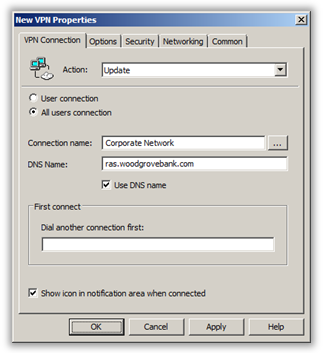 New VPN Properties
VPN Connection Options Security Networking Common
Action: Update
User connection
All users connection
Connection name: Corporate Network ...
DNS Name: ras.woodgrovebank.com
Use DNS name
First connect
Dial another connection first:
Show icon in notification area when connected
OK Cancel Apply Help